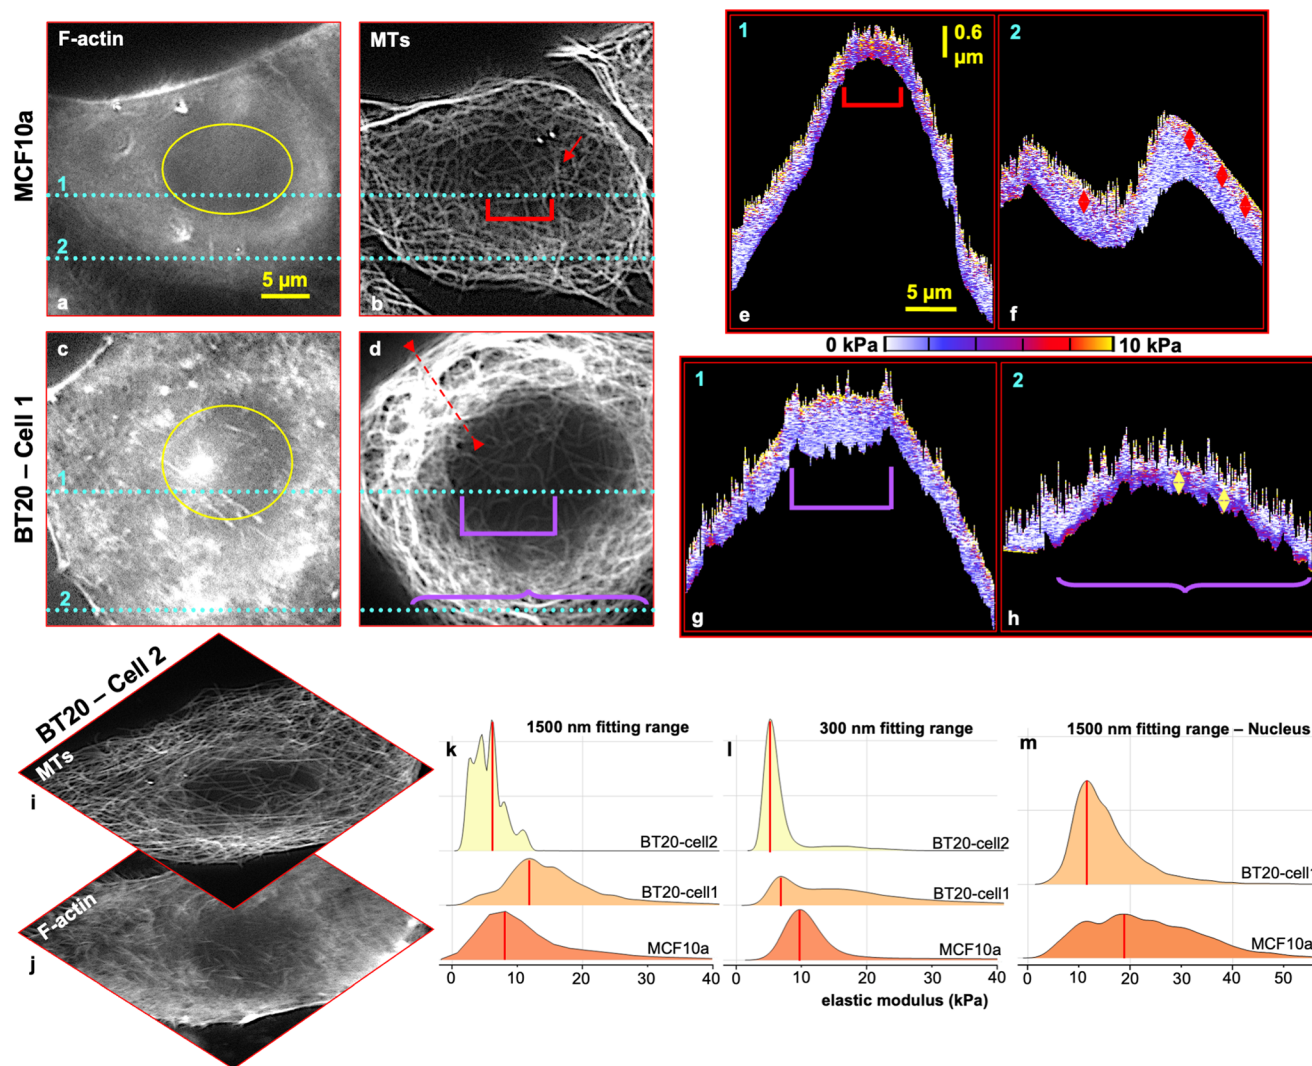 F-actin
MTs
MCF10a
1
2
5 µm
a
b
1
0.6
µm
5 µm
e
2
f
0 kPa
10 kPa
BT20 – Cell 1
c
1
2
d
1
g
2
h
BT20 – Cell 2
MTs
i
F-actin
j
k
1500 nm fitting range
BT20-cell2
BT20-cell1
MCF10a
0 10 20 30 40
l
300 nm fitting range
BT20-cell2
BT20-cell1
MCF10a
0 10 20 30 40
elastic modulus (kPa)
m
1500 nm fitting range – Nucleus
BT20-cell1
MCF10a
0 10 20 30 40 50